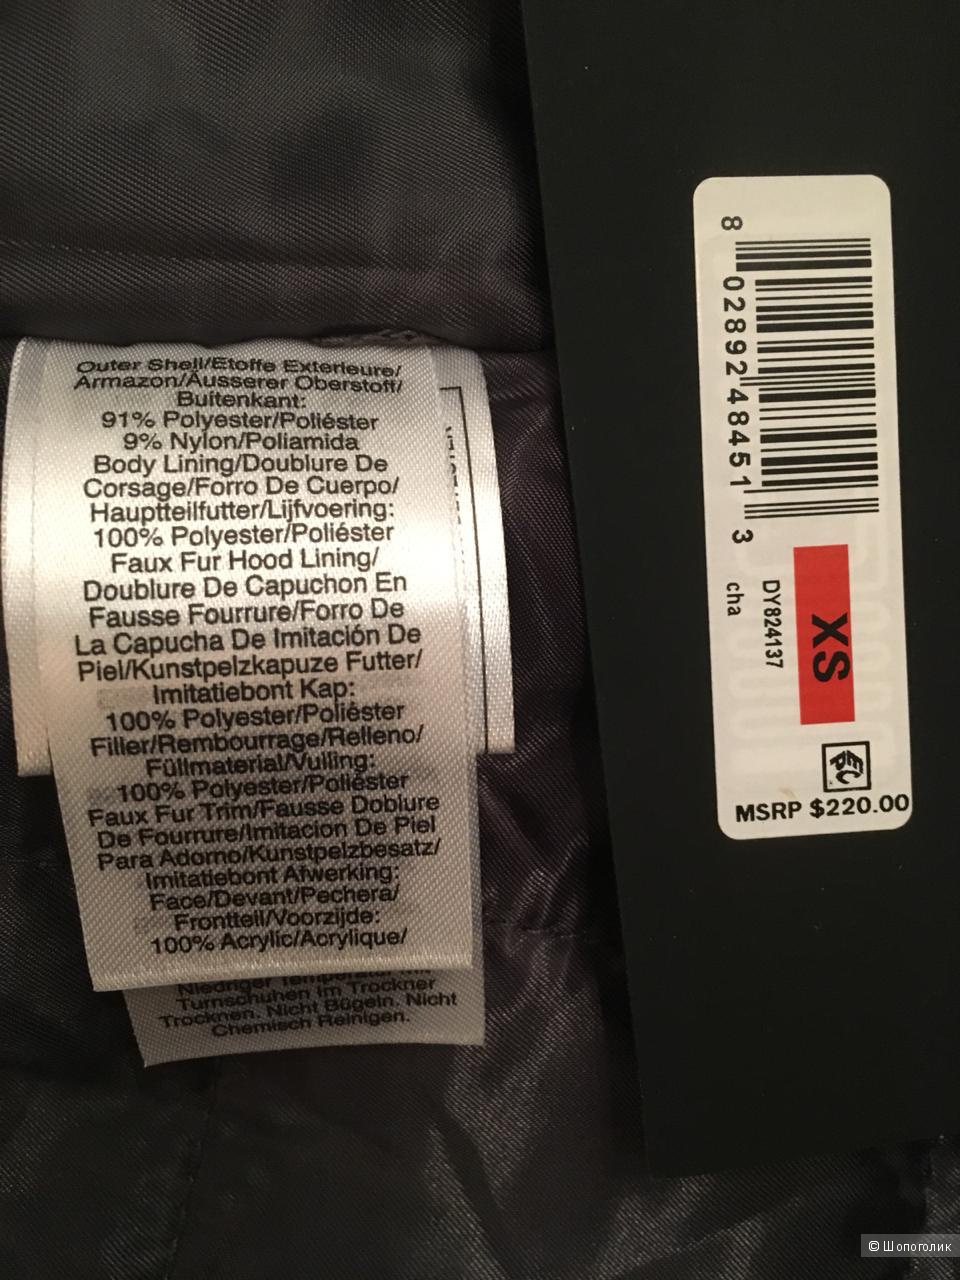 Outer Shell/Etoffe Exterieure/
Armazon/Äusserer Oberstoff/
Buitenkant:
91% Polyester/Poliéster
9% Nylon/Poliamida
Body Lining/Doublure De
Corsage/Forro De Cuerpo/
Hauptteilfutter/Lijfvoering:
100% Polyester/Poliéster
Faux Fur Hood Lining/
Doublure De Capuchon En
Fausse Fourrure/Forro De
La Capucha De Imitación De
Piel/Kunstpelzkapuze Futter/
Imitatiebont Kap:
100% Polyester/Poliéster
Filler/Rembourrage/Relleno/
Füllmaterial/Vulling:
100% Polyester/Poliéster
Faux Fur Trim/Fausse Doblure
De Fourrure/Imitacion De Piel
Para Adorno/Kunstpelzbesatz/
Imitatiebont Afwerking:
Face/Devant/Pechera/
Frontteil/Voorzijde:
100% Acrylic/Acrylique/
Niedriger Temperatur
Turnschuhen Im Trockner
Trocknen. Nicht Bügeln. Nicht
Chemisch Reinigen.
8 02892 48451 3
XS
DY824137
cha
EPC
MSRP $220.00
© Шопоголик